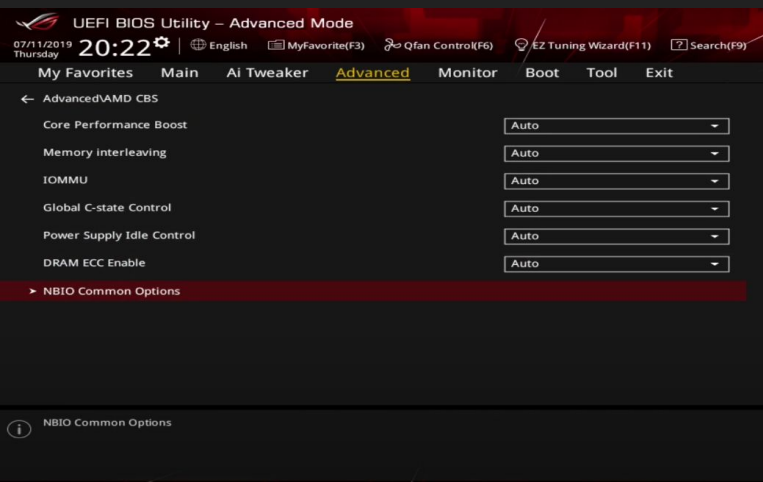 UEFI BIOS Utility – Advanced Mode
07/11/2019 Thursday 20:22 English MyFavorite(F3) Qfan Control(F6) EZ Tuning Wizard(F11) ? Search(F9)
My Favorites Main Ai Tweaker Advanced Monitor Boot Tool Exit
← Advanced\AMD CBS
Core Performance Boost Auto
Memory interleaving Auto
IOMMU Auto
Global C-state Control Auto
Power Supply Idle Control Auto
DRAM ECC Enable Auto
➤ NBIO Common Options
i NBIO Common Options